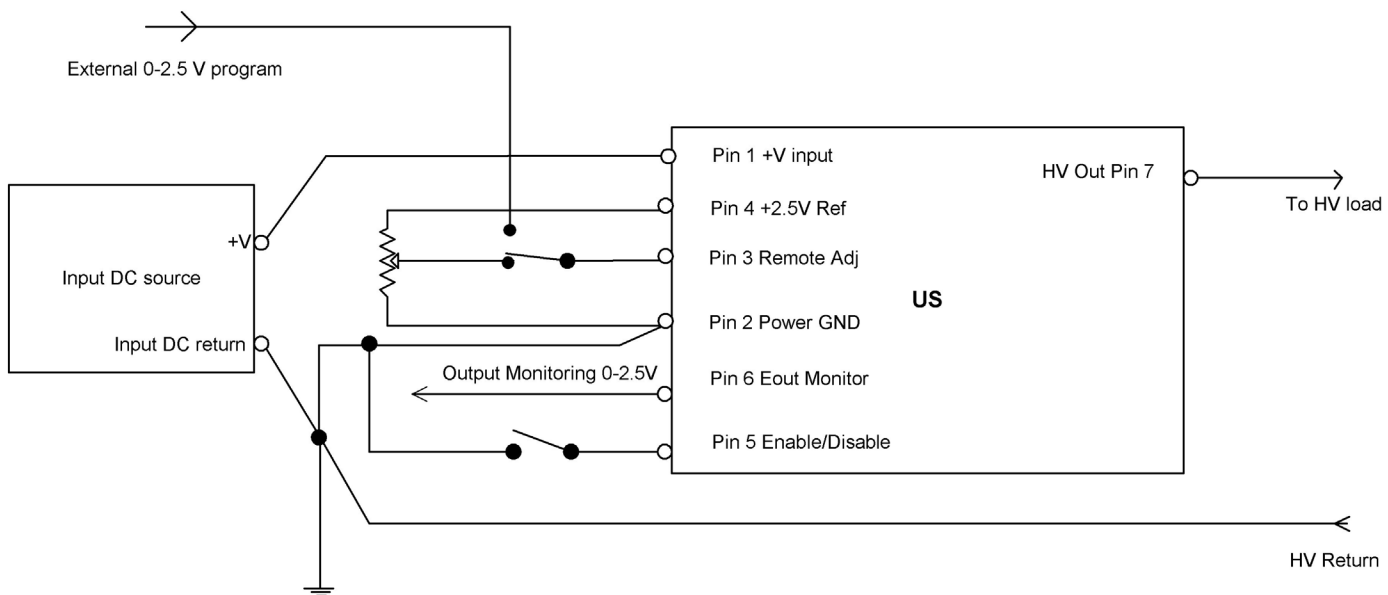 External 0-2.5 V program
Pin 1 +V input
HV Out Pin 7
Pin 4 +2.5V Ref
To HV load
+V
Pin 3 Remote Adj
Input DC source
US
Pin 2 Power GND
Input DC return
Output Monitoring 0-2.5V
Pin 6 Eout Monitor
Pin 5 Enable/Disable
HV Return